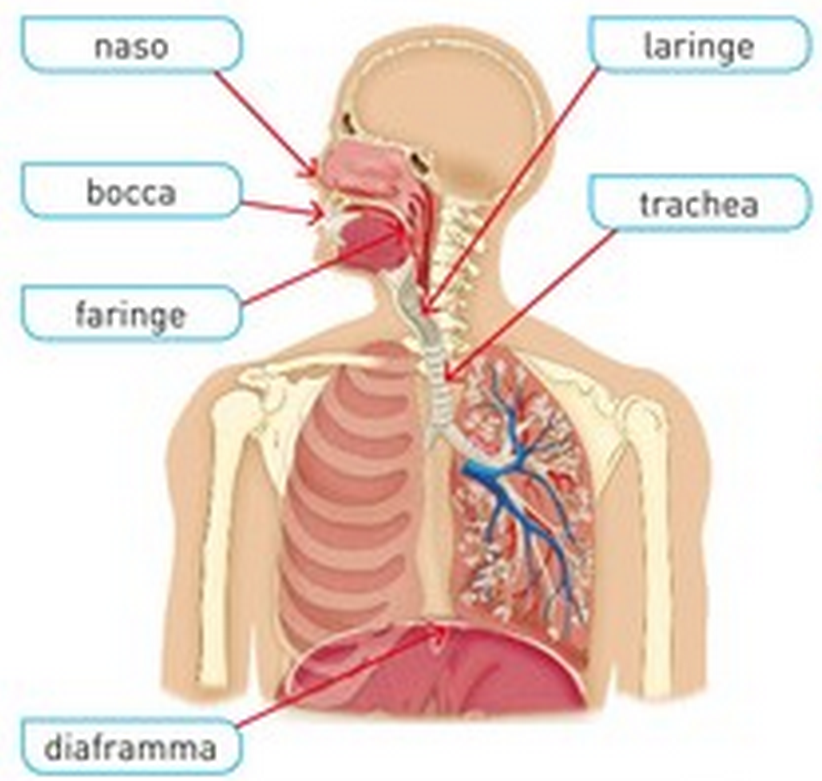 naso
laringe
bocca
trachea
faringe
diaframma